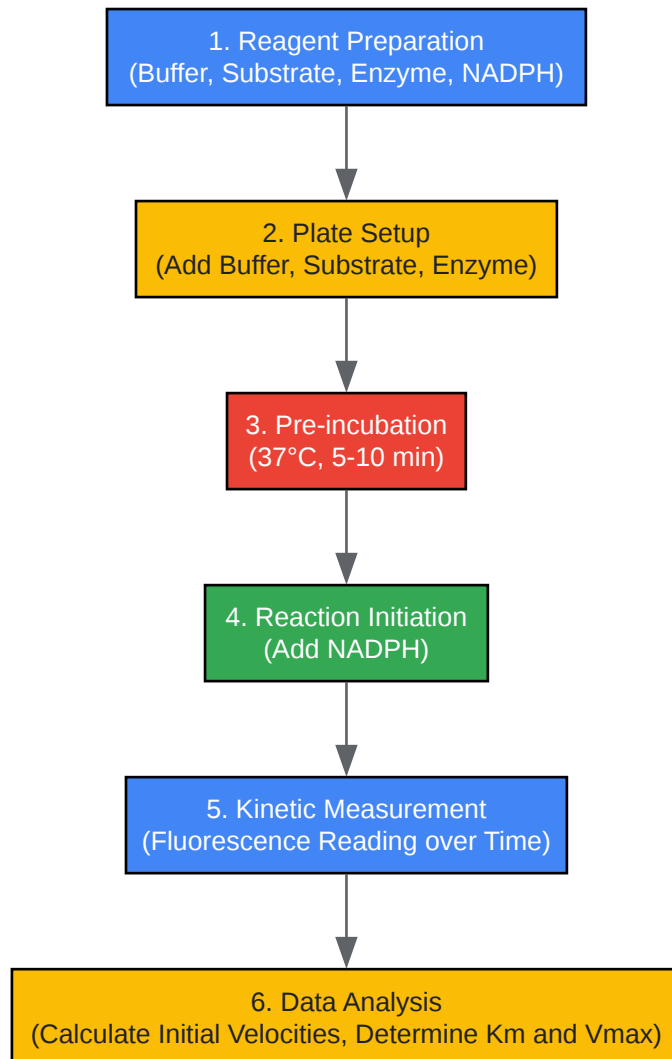 1. Reagent Preparation
(Buffer, Substrate, Enzyme, NADPH)
2. Plate Setup
(Add Buffer, Substrate, Enzyme)
3. Pre-incubation
(37°C, 5-10 min)
4. Reaction Initiation
(Add NADPH)
5. Kinetic Measurement
(Fluorescence Reading over Time)
6. Data Analysis
(Calculate Initial Velocities, Determine Km and Vmax)